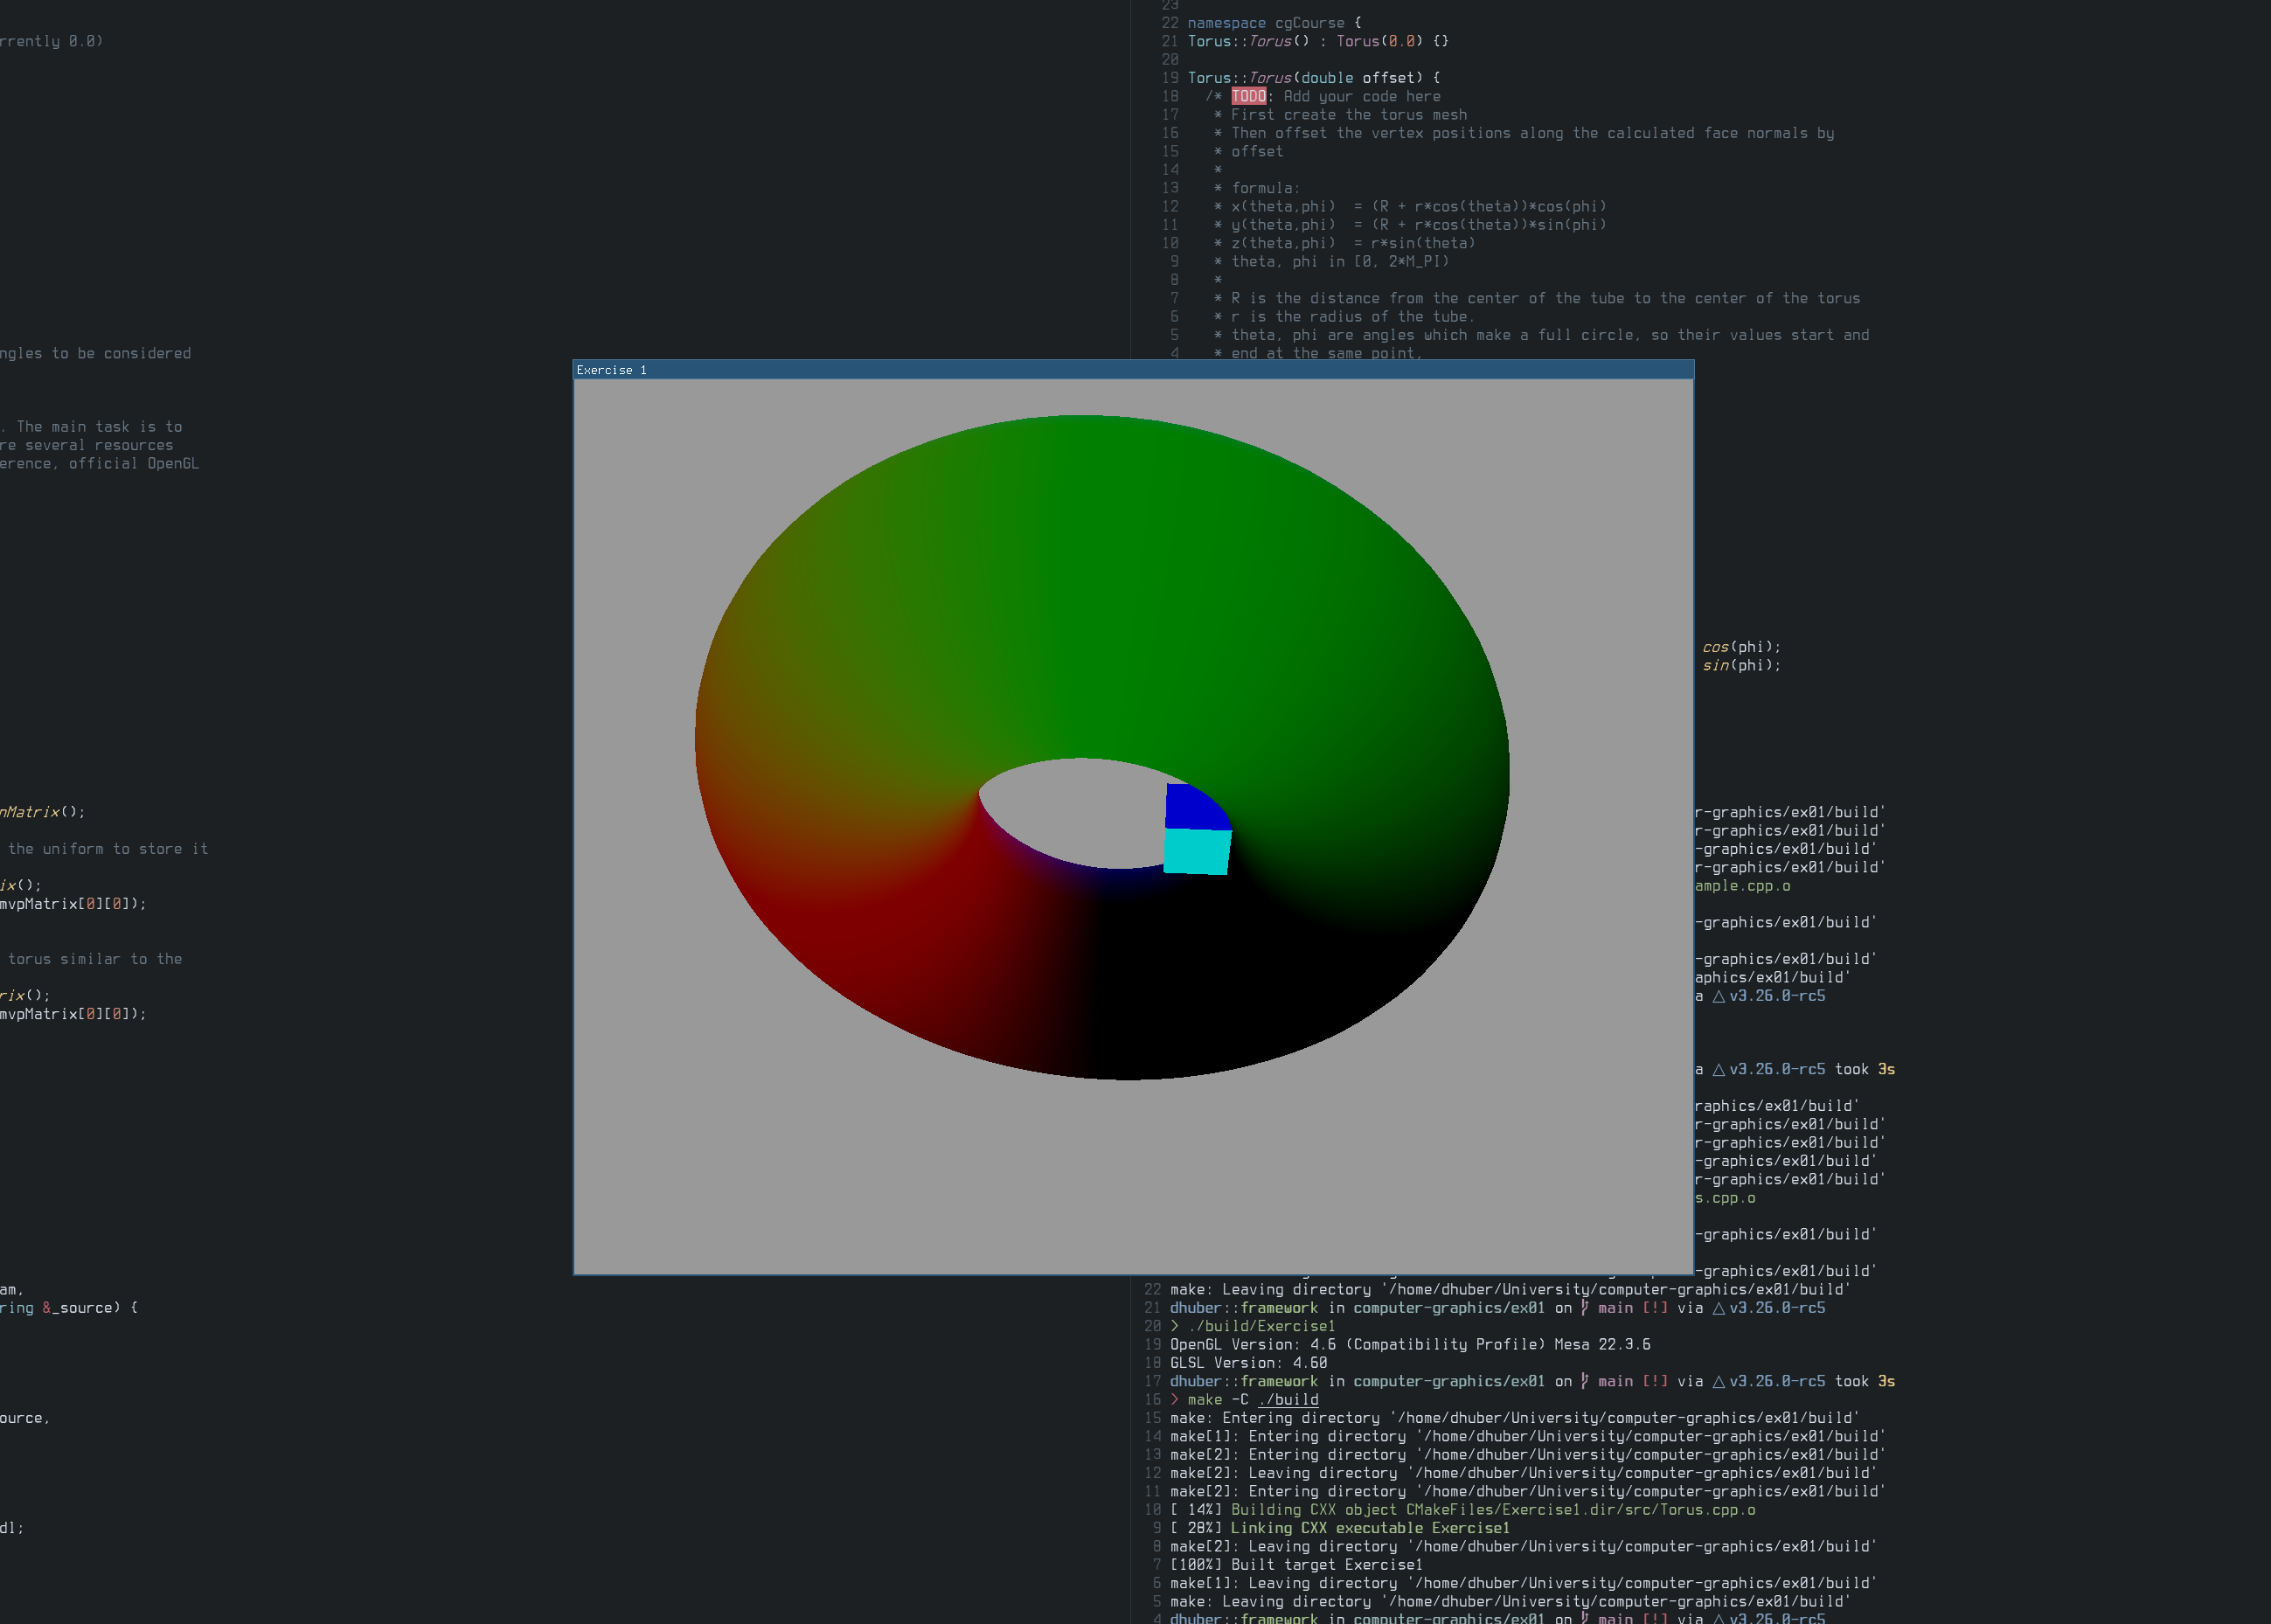 rrently 0.0)
ngles to be considered
. The main task is to
re several resources
erence, official OpenGL
nMatrix();
the uniform to store it
ix();
mvpMatrix[0][0]);
torus similar to the
rix();
mvpMatrix[0][0]);
am,
ring &_source) {
ource,
dl;
23
22 namespace cgCourse {
21 Torus::Torus() : Torus(0.0) {}
20
19 Torus::Torus(double offset) {
18 /* TODO: Add your code here
17 * First create the torus mesh
16 * Then offset the vertex positions along the calculated face normals by
15 * offset
14 *
13 * formula:
12 * x(theta,phi)  = (R + r*cos(theta))*cos(phi)
11 * y(theta,phi)  = (R + r*cos(theta))*sin(phi)
10 * z(theta,phi)  = r*sin(theta)
9 * theta, phi in [0, 2*M_PI)
8 *
7 * R is the distance from the center of the tube to the center of the torus
6 * r is the radius of the tube.
5 * theta, phi are angles which make a full circle, so their values start and
4 * end at the same point,
Exercise 1
cos(phi);
sin(phi);
r-graphics/ex01/build'
r-graphics/ex01/build'
-graphics/ex01/build'
r-graphics/ex01/build'
ample.cpp.o
-graphics/ex01/build'
-graphics/ex01/build'
aphics/ex01/build'
a △ v3.26.0-rc5
a △ v3.26.0-rc5 took 3s
raphics/ex01/build'
r-graphics/ex01/build'
r-graphics/ex01/build'
-graphics/ex01/build'
r-graphics/ex01/build'
s.cpp.o
-graphics/ex01/build'
-graphics/ex01/build'
22 make: Leaving directory '/home/dhuber/University/computer-graphics/ex01/build'
21 dhuber::framework in computer-graphics/ex01 on main [!] via △ v3.26.0-rc5
20 > ./build/Exercise1
19 OpenGL Version: 4.6 (Compatibility Profile) Mesa 22.3.6
18 GLSL Version: 4.60
17 dhuber::framework in computer-graphics/ex01 on main [!] via △ v3.26.0-rc5 took 3s
16 > make -C ./build
15 make: Entering directory '/home/dhuber/University/computer-graphics/ex01/build'
14 make[1]: Entering directory '/home/dhuber/University/computer-graphics/ex01/build'
13 make[2]: Entering directory '/home/dhuber/University/computer-graphics/ex01/build'
12 make[2]: Leaving directory '/home/dhuber/University/computer-graphics/ex01/build'
11 make[2]: Entering directory '/home/dhuber/University/computer-graphics/ex01/build'
10 [ 14%] Building CXX object CMakeFiles/Exercise1.dir/src/Torus.cpp.o
9 [ 28%] Linking CXX executable Exercise1
8 make[2]: Leaving directory '/home/dhuber/University/computer-graphics/ex01/build'
7 [100%] Built target Exercise1
6 make[1]: Leaving directory '/home/dhuber/University/computer-graphics/ex01/build'
5 make: Leaving directory '/home/dhuber/University/computer-graphics/ex01/build'
4 dhuber::framework in computer-graphics/ex01 on main [!] via △ v3.26.0-rc5